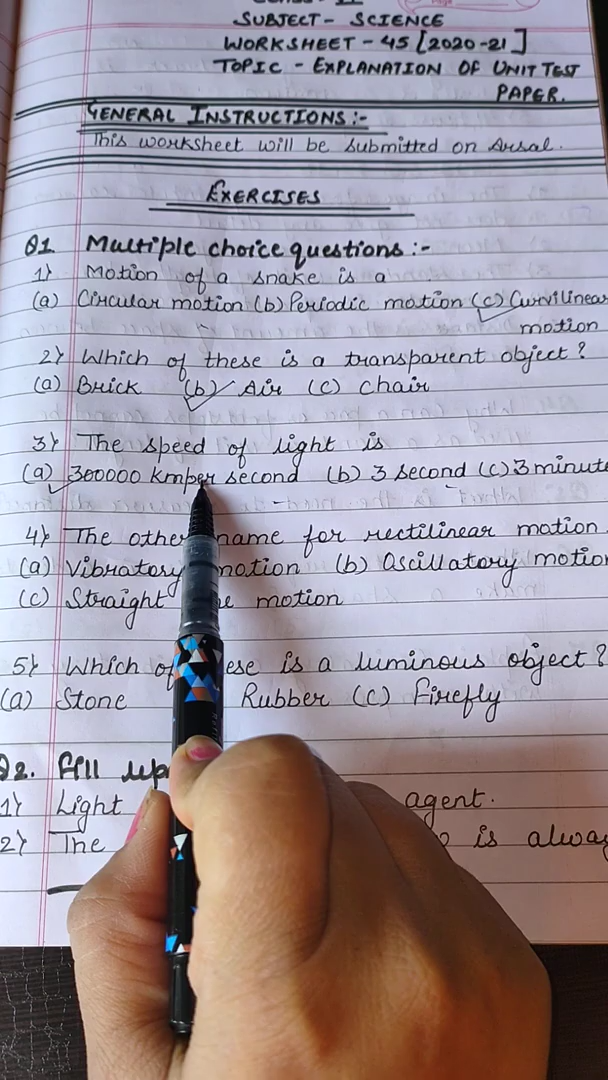 SUBJECT- SCIENCE
WORKSHEET - 45 [2020-21]
TOPIC - EXPLANATION OF UNIT TEST
PAPER.
GENERAL INSTRUCTIONS:-
This worksheet will be submitted on
EXERCISES
Q1 Multiple choice questions:-
1) Motion of a snake is a
(a) Circular motion (b) Periodic motion (c) Curvilinear
motion
2) Which of these is a transparent object?
(a) Brick (b) Air (c) Chair
3) The speed of light is
(a) 300000 km per second (b) 3 second (c) 3 minute
4) The other name for rectilinear motion.
(a) Vibratory motion (b) Oscillatory motion
(c) Straight motion
5) Which of is a luminous object?
(a) Stone Rubber (c) Firefly
Q2. Fill up
1) Light agent.
2) The is